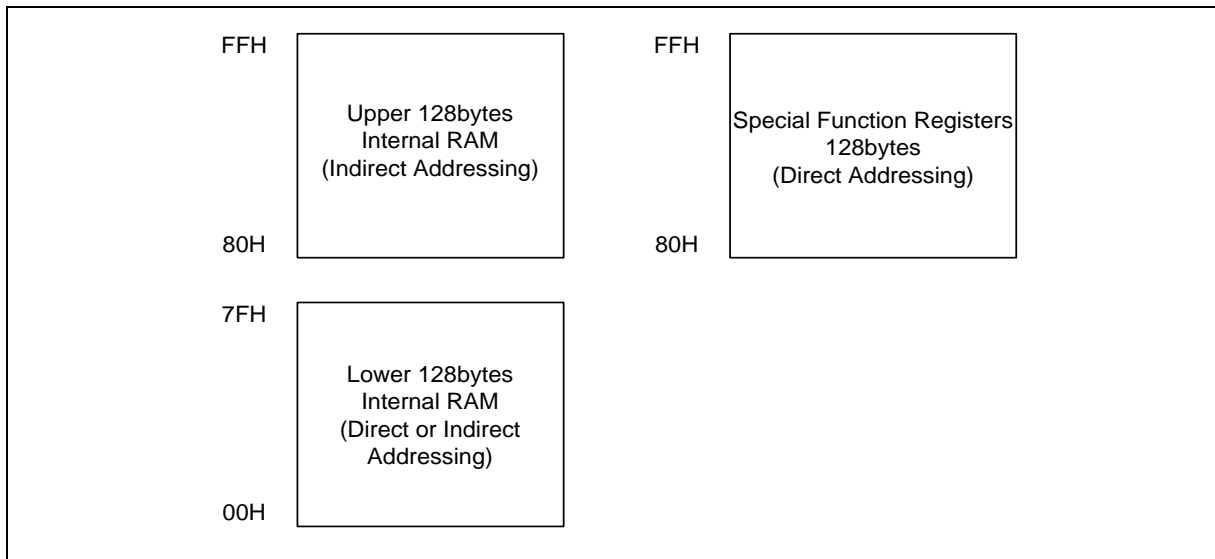 FFH
Upper 128bytes
Internal RAM
(Indirect Addressing)
80H
FFH
Special Function Registers
128bytes
(Direct Addressing)
80H
7FH
Lower 128bytes
Internal RAM
(Direct or Indirect
Addressing)
00H